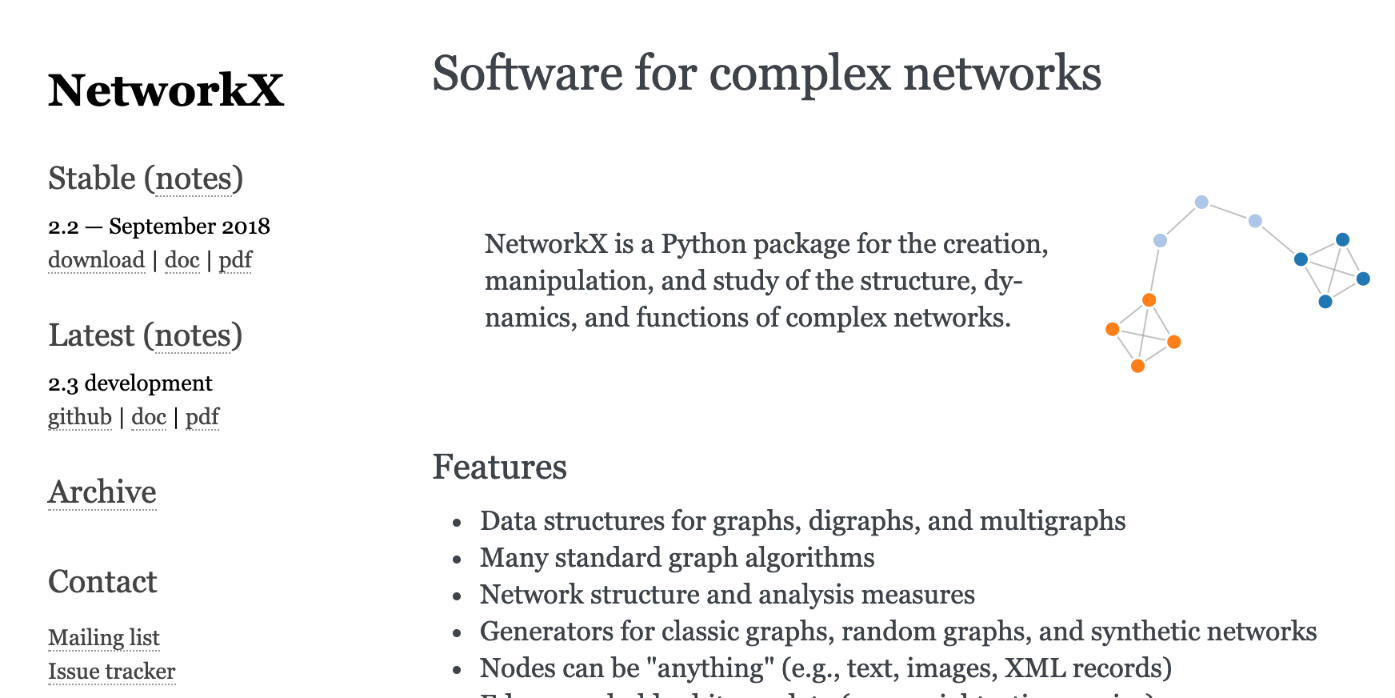 NetworkX
Stable (notes)
2.2 — September 2018
download | doc | pdf
Latest (notes)
2.3 development
github | doc | pdf
Archive
Contact
Mailing list
Issue tracker
Software for complex networks
NetworkX is a Python package for the creation,
manipulation, and study of the structure, dy-
namics, and functions of complex networks.
Features
• Data structures for graphs, digraphs, and multigraphs
• Many standard graph algorithms
• Network structure and analysis measures
• Generators for classic graphs, random graphs, and synthetic networks
• Nodes can be "anything" (e.g., text, images, XML records)